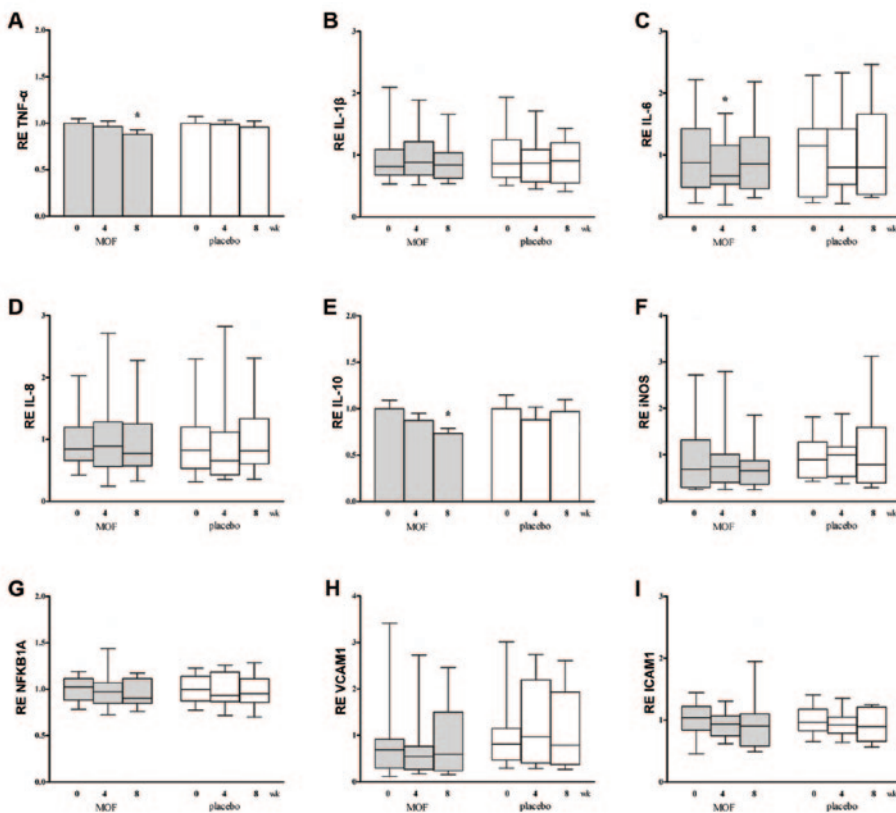 A
RE TNF-α
2.0
1.5
1.0
0.5
0.0
0 4 8 0 4 8 wk
MOF placebo
B
RE IL-1β
3
2
1
0
0 4 8 0 4 8 wk
MOF placebo
C
RE IL-6
3
2
1
0
*
0 4 8 0 4 8 wk
MOF placebo
D
RE IL-8
3
2
1
0
0 4 8 0 4 8 wk
MOF placebo
E
RE IL-10
2.0
1.5
1.0
0.5
0.0
*
0 4 8 0 4 8 wk
MOF placebo
F
RE iNOS
4
3
2
1
0
0 4 8 0 4 8 wk
MOF placebo
G
RE NFKB1A
2.0
1.5
1.0
0.5
0.0
0 4 8 0 4 8 wk
MOF placebo
H
RE VCAM1
4
3
2
1
0
0 4 8 0 4 8 wk
MOF placebo
I
RE ICAM1
3
2
1
0
0 4 8 0 4 8 wk
MOF placebo